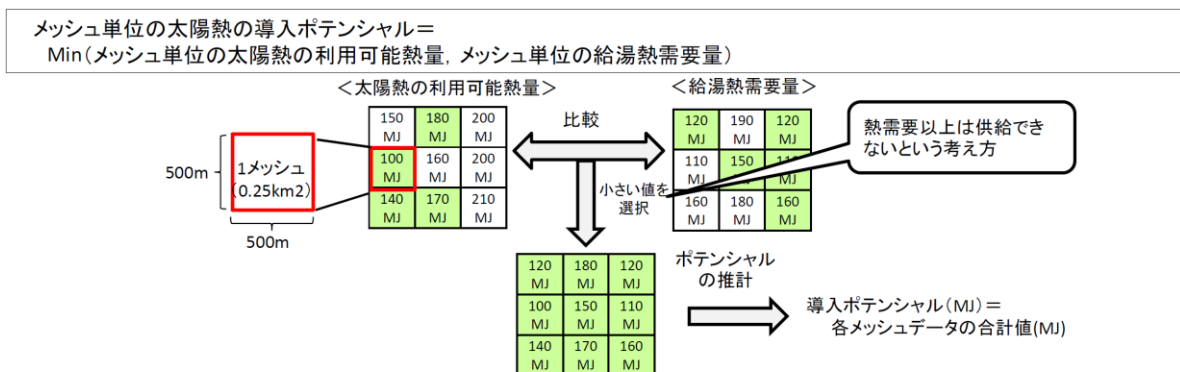 メッシュ単位の太陽熱の導入ポテンシャル＝
Min（メッシュ単位の太陽熱の利用可能熱量，メッシュ単位の給湯熱需要量）
＜太陽熱の利用可能熱量＞
150 MJ 180 MJ 200 MJ
100 MJ 160 MJ 200 MJ
140 MJ 170 MJ 210 MJ
500m
1メッシュ
（0.25km2）
500m
比較
小さい値を
選択
＜給湯熱需要量＞
120 MJ 190 MJ 120 MJ
110 MJ 150 MJ
160 MJ 180 MJ 160 MJ
熱需要以上は供給でき
ないという考え方
120 MJ 180 MJ 120 MJ
100 MJ 150 MJ 110 MJ
140 MJ 170 MJ 160 MJ
ポテンシャル
の推計
導入ポテンシャル（MJ）＝
各メッシュデータの合計値(MJ)